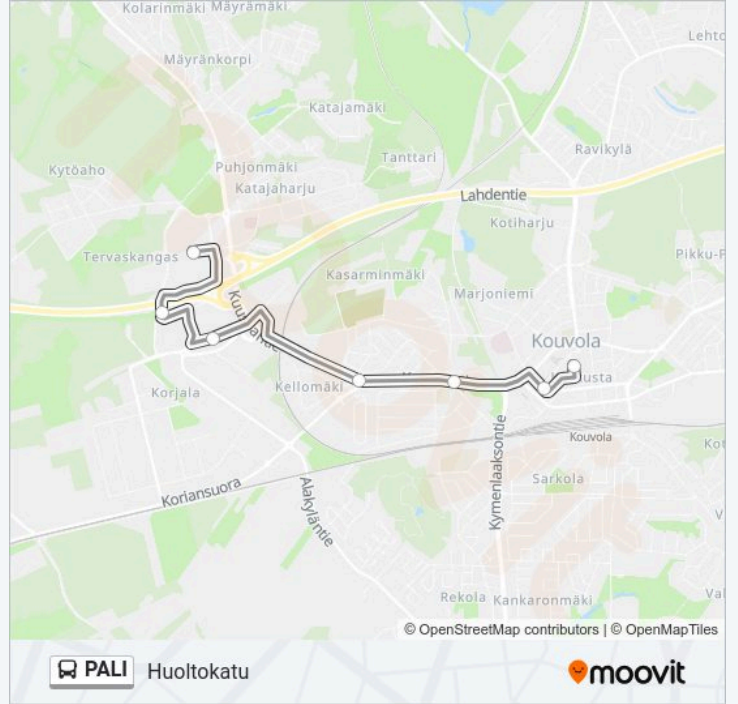 Kolarinmäki Mäyrämäki
Mäyränkorpi
Katajamäki
Tanttari
Ravikylä
Kytöaho
Puhjonmäki
Katajaharju
Lahdentie
Kotiharju
Tervaskangas
Kasarminmäki
Pikku-P
Marjoniemi
Kouvola
Korjala
Kellomäki
Kouvola
Sarkola
Koriansuora
Kymenlaaksontie
Alakyläntie
Rekola
Kankaronmäki
© OpenStreetMap contributors | © OpenMapTiles
PALI Huoltokatu
moovit